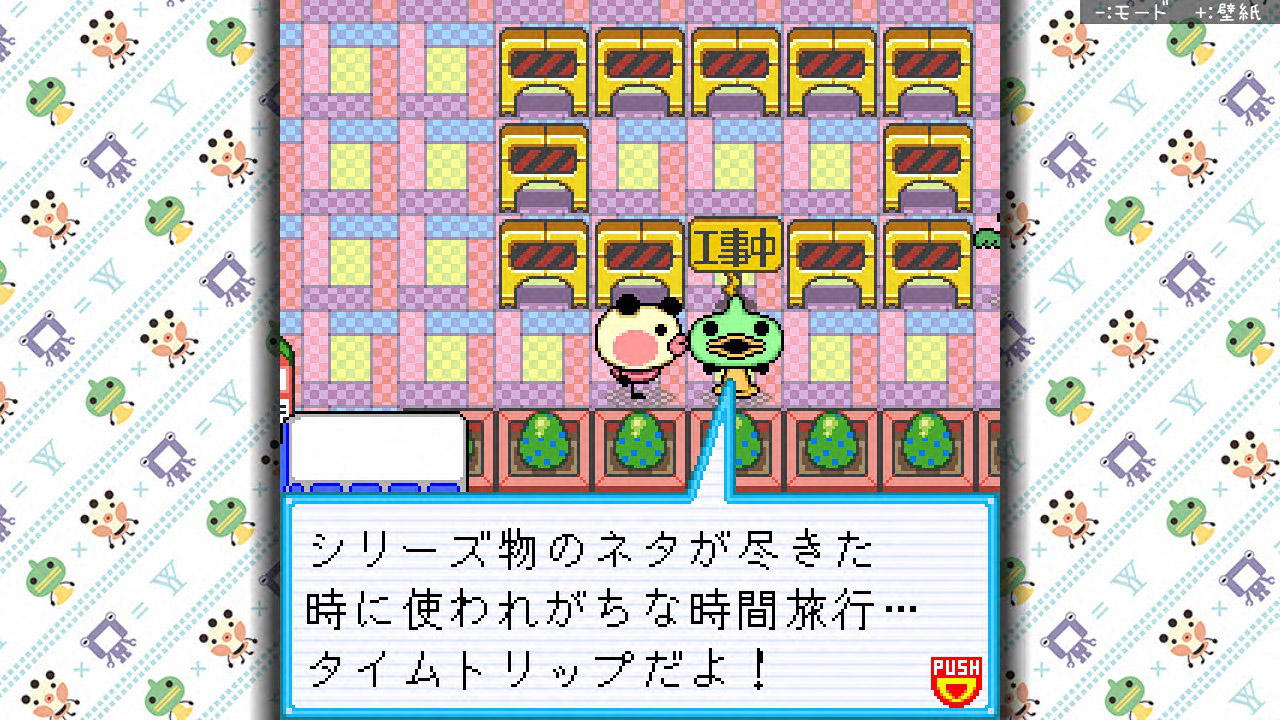 -:モード +:壁紙
工事中
シリーズ物のネタが尽きた
時に使われがちな時間旅行…
タイムトリップだよ！
PUSH